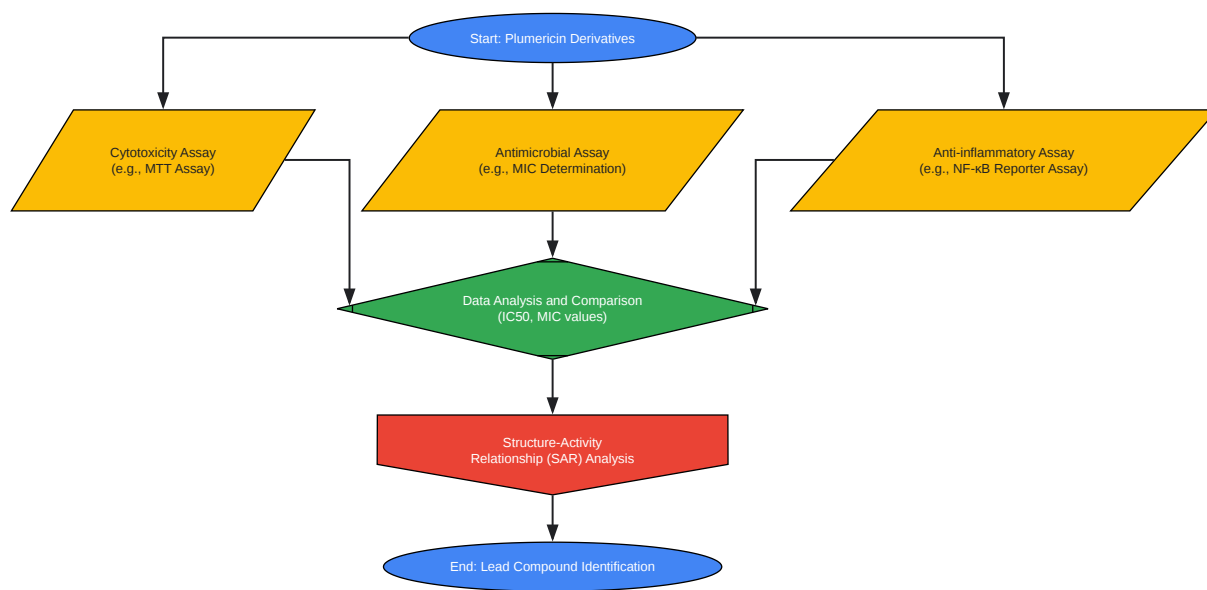 Start: Plumericin Derivatives
Cytotoxicity Assay
(e.g., MTT Assay)
Antimicrobial Assay
(e.g., MIC Determination)
Anti-inflammatory Assay
(e.g., NF-κB Reporter Assay)
Data Analysis and Comparison
(IC50, MIC values)
Structure-Activity
Relationship (SAR) Analysis
End: Lead Compound Identification